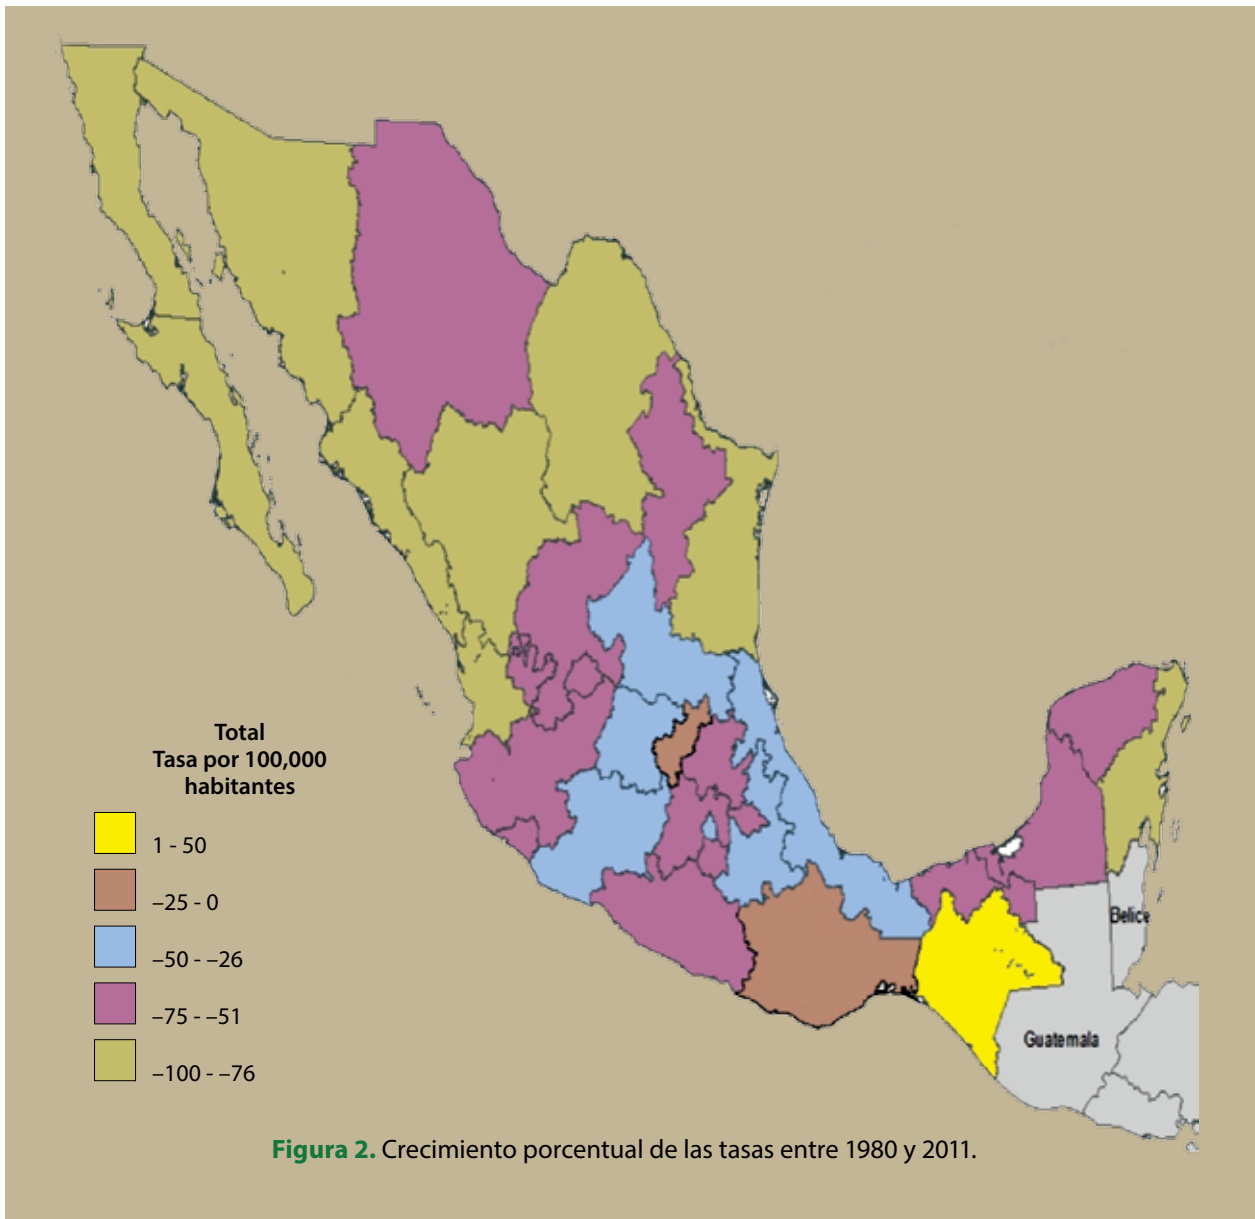 Belice
Guatemala
Total
Tasa por 100,000
habitantes
1 - 50
–25 - 0
–50 - –26
–75 - –51
–100 - –76
Figura 2. Crecimiento porcentual de las tasas entre 1980 y 2011.